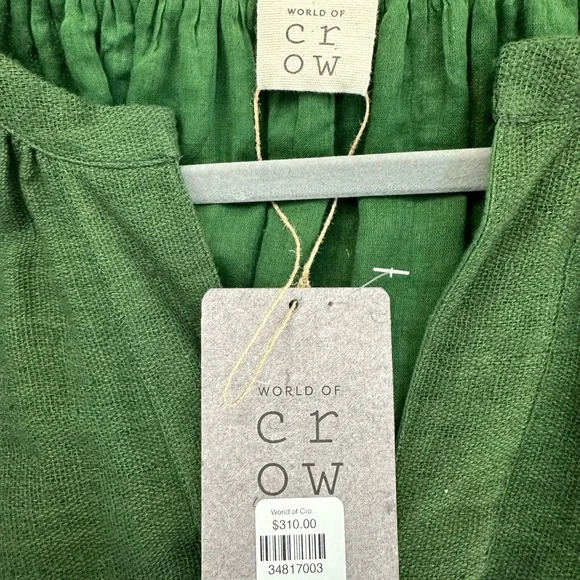 WORLD OF
cr
ow
WORLD OF
cr
ow
World of Cro...
$310.00
34817003